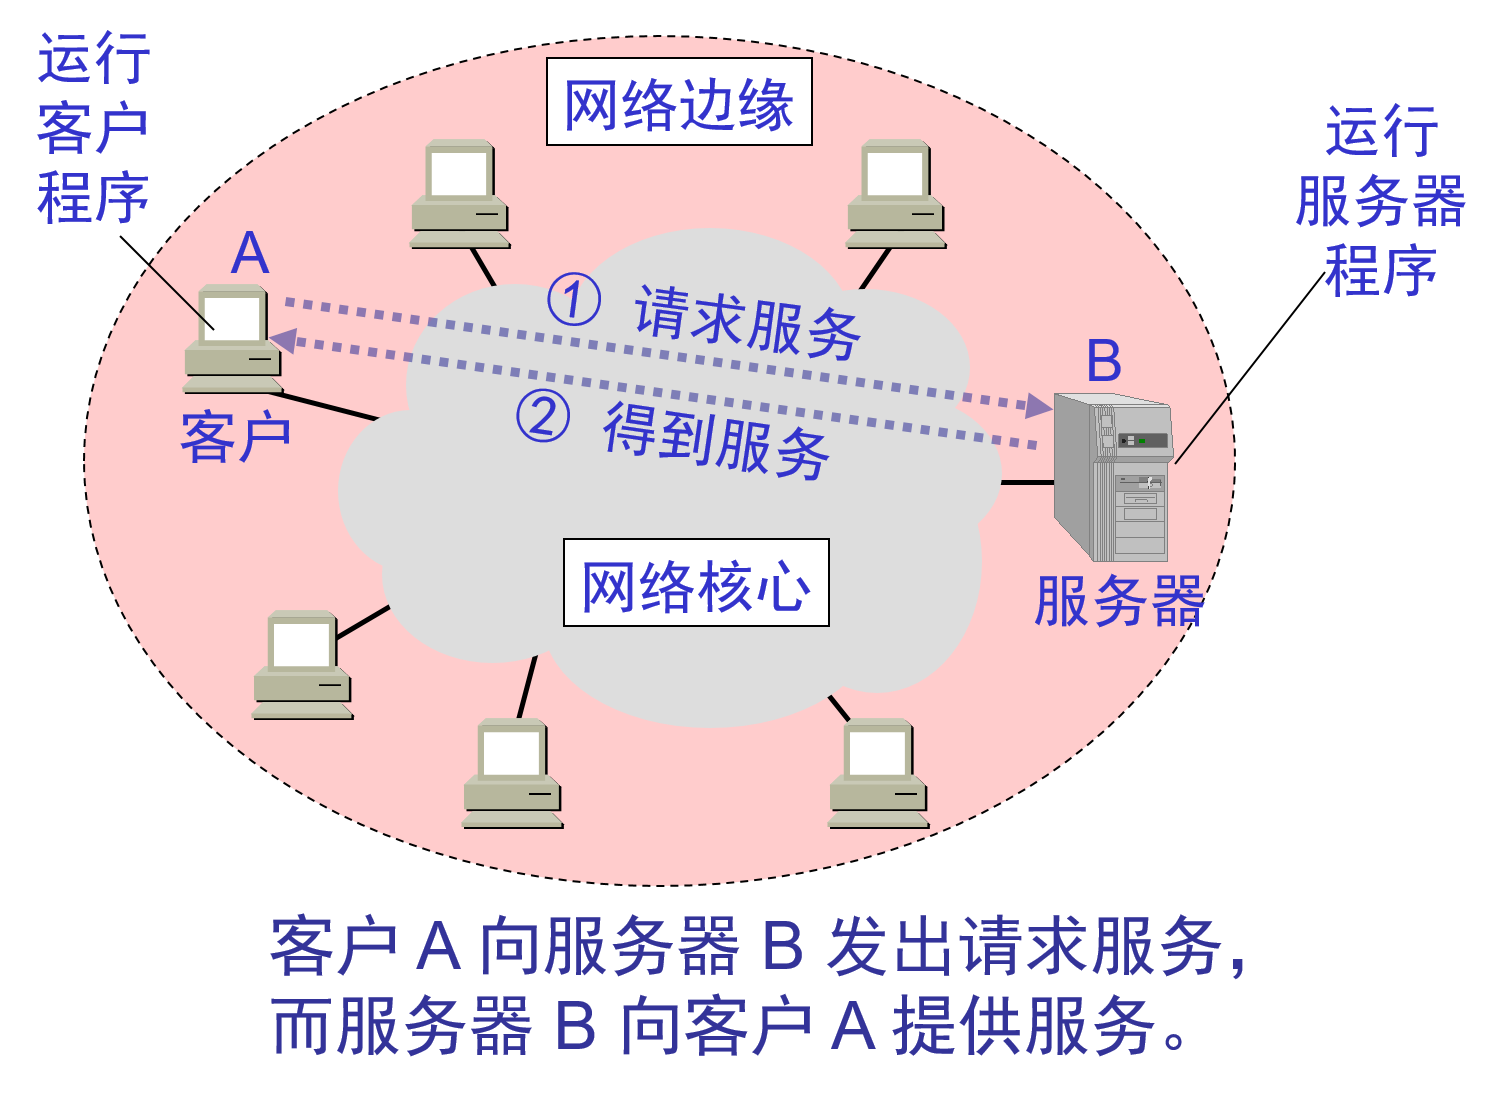 运行
客户
程序
网络边缘
运行
服务器
程序
A
① 请求服务
B
客户
② 得到服务
网络核心
服务器
客户 A 向服务器 B 发出请求服务，
而服务器 B 向客户 A 提供服务。